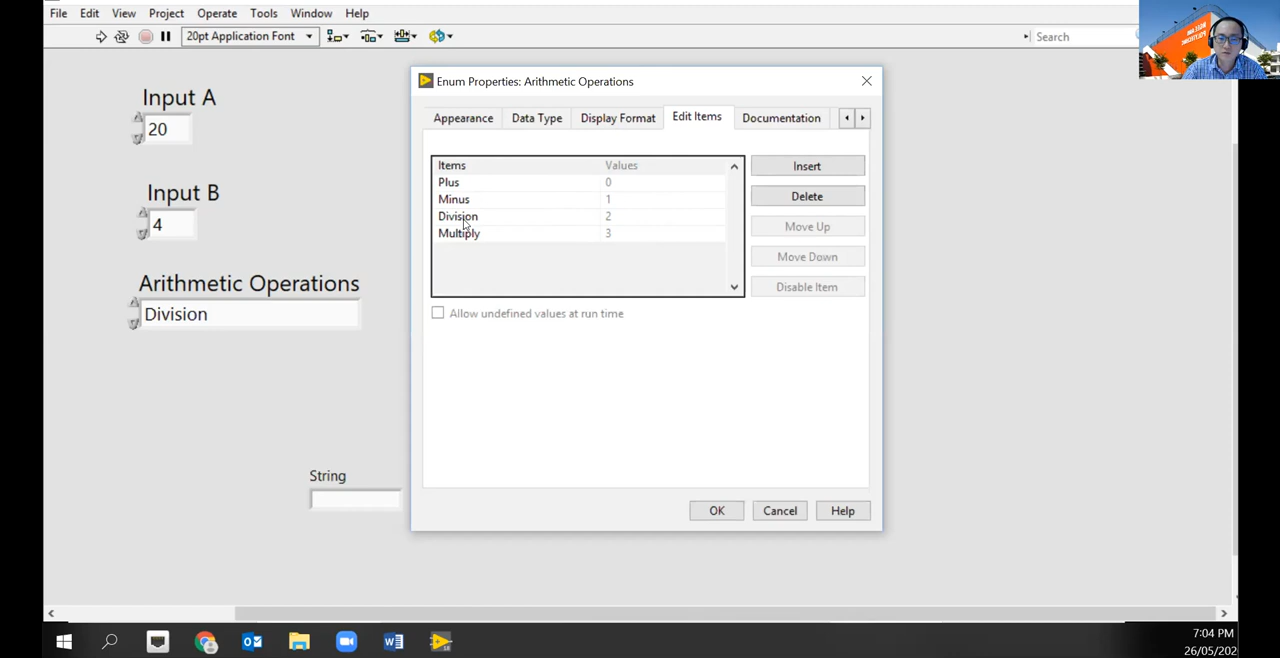 File Edit View Project Operate Tools Window Help
20pt Application Font
Search
Input A
20
Input B
4
Arithmetic Operations
Division
String
Enum Properties: Arithmetic Operations
Appearance Data Type Display Format Edit Items Documentation
Items Values
Plus 0
Minus 1
Division 2
Multiply 3
Insert
Delete
Move Up
Move Down
Disable Item
Allow undefined values at run time
OK Cancel Help
7:04 PM
26/05/202